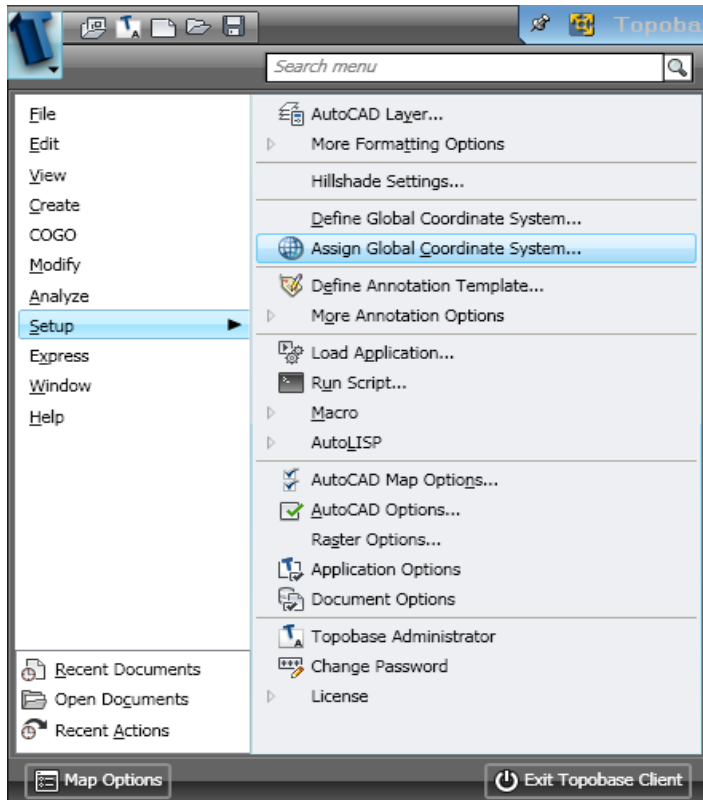 Topoba
Search menu
File
Edit
View
Create
COGO
Modify
Analyze
Setup
Express
Window
Help
Recent Documents
Open Documents
Recent Actions
AutoCAD Layer...
More Formatting Options
Hillshade Settings...
Define Global Coordinate System...
Assign Global Coordinate System...
Define Annotation Template...
More Annotation Options
Load Application...
Run Script...
Macro
AutoLISP
AutoCAD Map Options...
AutoCAD Options...
Raster Options...
Application Options
Document Options
Topobase Administrator
Change Password
License
Map Options
Exit Topobase Client